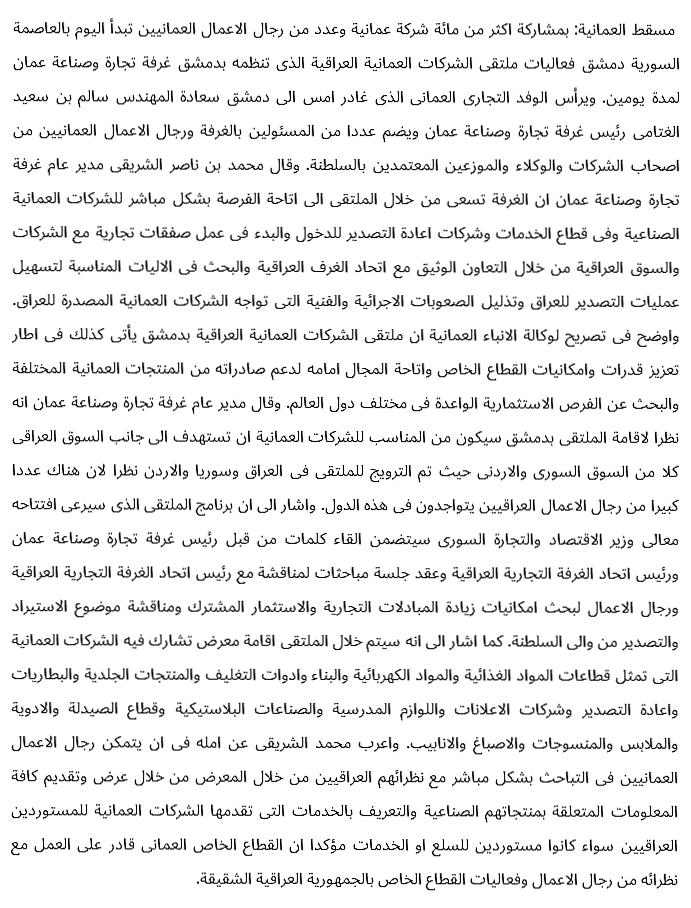 مسقط العمانية: بمشاركة اكثر من مائة شركة عمانية وعدد من رجال الاعمال العمانيين تبدأ اليوم بالعاصمة
السورية دمشق فعاليات ملتقى الشركات العمانية العراقية الذى تنظمه بدمشق غرفة تجارة وصناعة عمان
لمدة يومين. ويرأس الوفد التجارى العمانى الذى غادر امس الى دمشق سعادة المهندس سالم بن سعيد
الغتامى رئيس غرفة تجارة وصناعة عمان ويضم عددا من المسئولين بالغرفة ورجال الاعمال العمانيين من
اصحاب الشركات والوكلاء والموزعين المعتمدين بالسلطنة. وقال محمد بن ناصر الشريقى مدير عام غرفة
تجارة وصناعة عمان ان الغرفة تسعى من خلال الملتقى الى اتاحة الفرصة بشكل مباشر للشركات العمانية
الصناعية وفى قطاع الخدمات وشركات اعادة التصدير للدخول والبدء فى عمل صفقات تجارية مع الشركات
والسوق العراقية من خلال التعاون الوثيق مع اتحاد الغرف العراقية والبحث فى الاليات المناسبة لتسهيل
عمليات التصدير للعراق وتذليل الصعوبات الاجرائية والفنية التى تواجه الشركات العمانية المصدرة للعراق.
واوضح فى تصريح لوكالة الانباء العمانية ان ملتقى الشركات العمانية العراقية بدمشق يأتى كذلك فى اطار
تعزيز قدرات وامكانيات القطاع الخاص واتاحة المجال امامه لدعم صادراته من المنتجات العمانية المختلفة
والبحث عن الفرص الاستثمارية الواعدة فى مختلف دول العالم. وقال مدير عام غرفة تجارة وصناعة عمان انه
نظرا لاقامة الملتقى بدمشق سيكون من المناسب للشركات العمانية ان تستهدف الى جانب السوق العراقى
كلا من السوق السورى والاردنى حيث تم الترويج للملتقى فى العراق وسوريا والاردن نظرا لان هناك عددا
كبيرا من رجال الاعمال العراقيين يتواجدون فى هذه الدول. واشار الى ان برنامج الملتقى الذى سيرعى افتتاحه
معالى وزير الاقتصاد والتجارة السورى سيتضمن القاء كلمات من قبل رئيس غرفة تجارة وصناعة عمان
ورئيس اتحاد الغرفة التجارية العراقية وعقد جلسة مباحثات لمناقشة مع رئيس اتحاد الغرفة التجارية العراقية
ورجال الاعمال لبحث امكانيات زيادة المبادلات التجارية والاستثمار المشترك ومناقشة موضوع الاستيراد
والتصدير من والى السلطنة. كما اشار الى انه سيتم خلال الملتقى اقامة معرض تشارك فيه الشركات العمانية
التى تمثل قطاعات المواد الغذائية والمواد الكهربائية والبناء وادوات التغليف والمنتجات الجلدية والبطاريات
واعادة التصدير وشركات الاعلانات واللوازم المدرسية والصناعات البلاستيكية وقطاع الصيدلة والادوية
والملابس والمنسوجات والاصباغ والانابيب. واعرب محمد الشريقى عن امله فى ان يتمكن رجال الاعمال
العمانيين فى التباحث بشكل مباشر مع نظرائهم العراقيين من خلال المعرض من خلال عرض وتقديم كافة
المعلومات المتعلقة بمنتجاتهم الصناعية والتعريف بالخدمات التى تقدمها الشركات العمانية للمستوردين
العراقيين سواء كانوا مستوردين للسلع او الخدمات مؤكدا ان القطاع الخاص العمانى قادر على العمل مع
نظرائه من رجال الاعمال وفعاليات القطاع الخاص بالجمهورية العراقية الشقيقة.